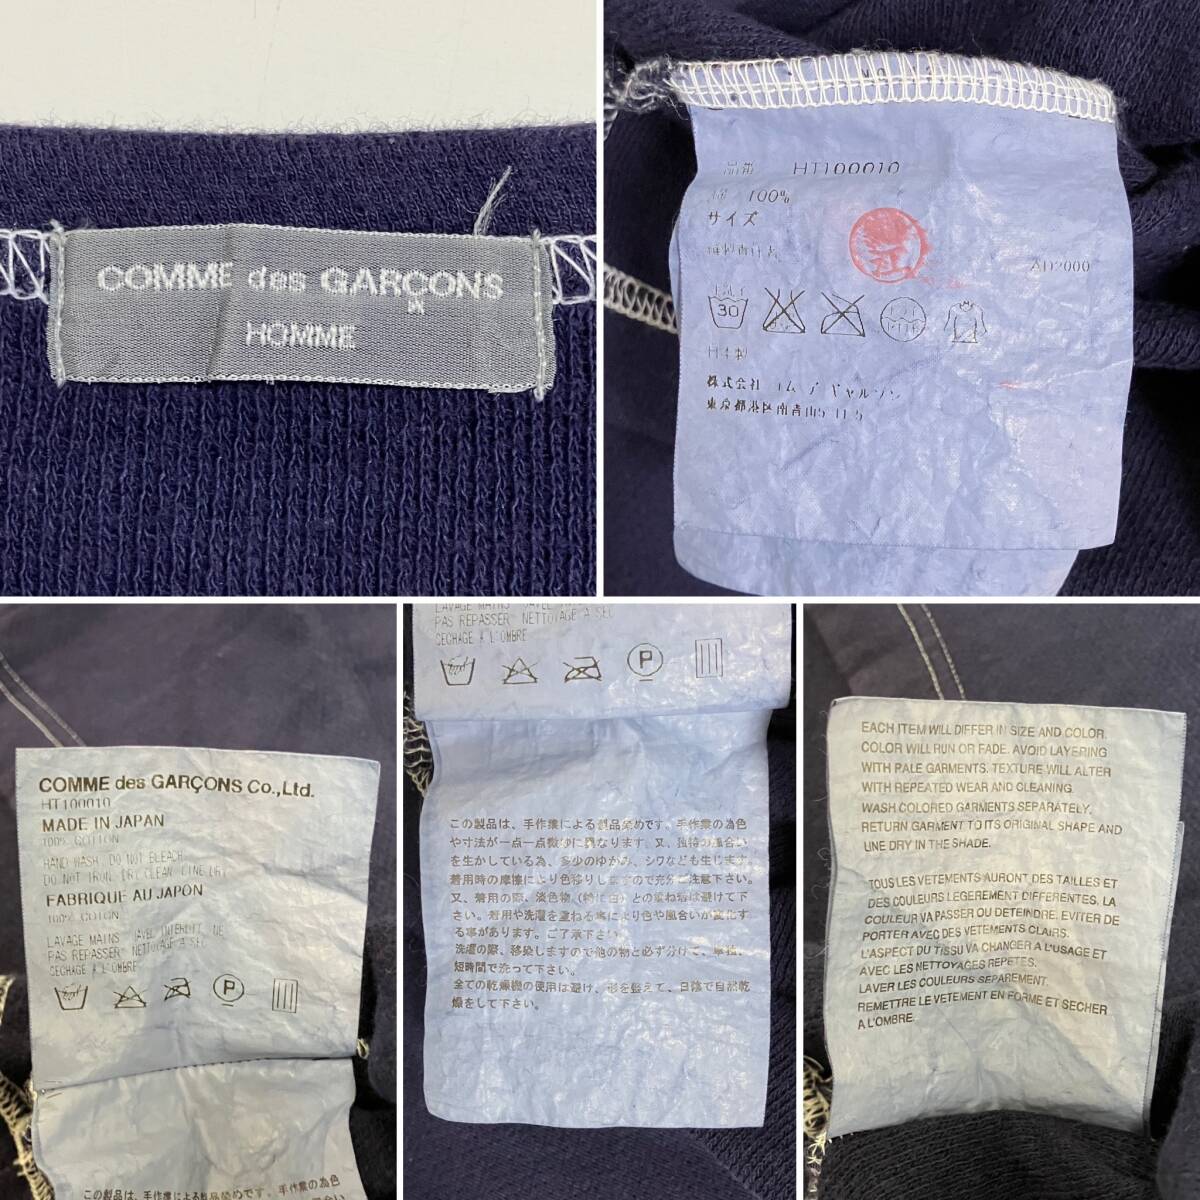 COMME des GARÇONS
HOMME
品番 HT100010
綿 100%
サイズ
AD2000
30
日本製
株式会社 コム デ ギャルソン
東京都港区南青山5-11-5
COMME des GARÇONS Co.,Ltd.
HT100010
MADE IN JAPAN
100% COTTON
HAND WASH, DO NOT BLEACH
DO NOT IRON, DRY CLEAN, LINE DRY
FABRIQUE AU JAPON
100% COTON
LAVAGE MAINS, JAVEL INTERDIT, NE
PAS REPASSER, NETTOYAGE A SEC
SECHAGE A L'OMBRE
P
この製品は、手作業による製品染めです。手作業の為色
LAVAGE MAINS, JAVEL
PAS REPASSER, NETTOYAGE A SEC
SECHAGE A L'OMBRE
P
この製品は、手作業による製品染めです。手作業の為色
や寸法が一点一点微妙に異なります。又、独特の風合い
を生かしている為、多少のゆがみ、シワなども生じます。
着用時の摩擦により色移りしますので充分ご注意下さい。
又、着用の際、淡色物(特に白)との重ね着は避けて下
さい。着用や洗濯を重ねる事により色や風合いが変化す
る事があります。ご了承下さい。
洗濯の際、移染しますので他の物と必ず分けて、単独、
短時間で洗って下さい。
全ての乾燥機の使用は避け、形を整えて、日陰で自然乾
燥をして下さい。
EACH ITEM WILL DIFFER IN SIZE AND COLOR.
COLOR WILL RUN OR FADE. AVOID LAYERING
WITH PALE GARMENTS. TEXTURE WILL ALTER
WITH REPEATED WEAR AND CLEANING.
WASH COLORED GARMENTS SEPARATELY.
RETURN GARMENT TO ITS ORIGINAL SHAPE AND
LINE DRY IN THE SHADE.
TOUS LES VETEMENTS AURONT DES TAILLES ET
DES COULEURS LEGEREMENT DIFFERENTES. LA
COULEUR VA PASSER OU DETEINDRE. EVITER DE
PORTER AVEC DES VETEMENTS CLAIRS.
L'ASPECT DU TISSU VA CHANGER A L'USAGE ET
AVEC LES NETTOYAGES REPETES.
LAVER LES COULEURS SEPAREMENT.
REMETTRE LE VETEMENT EN FORME ET SECHER
A L'OMBRE.